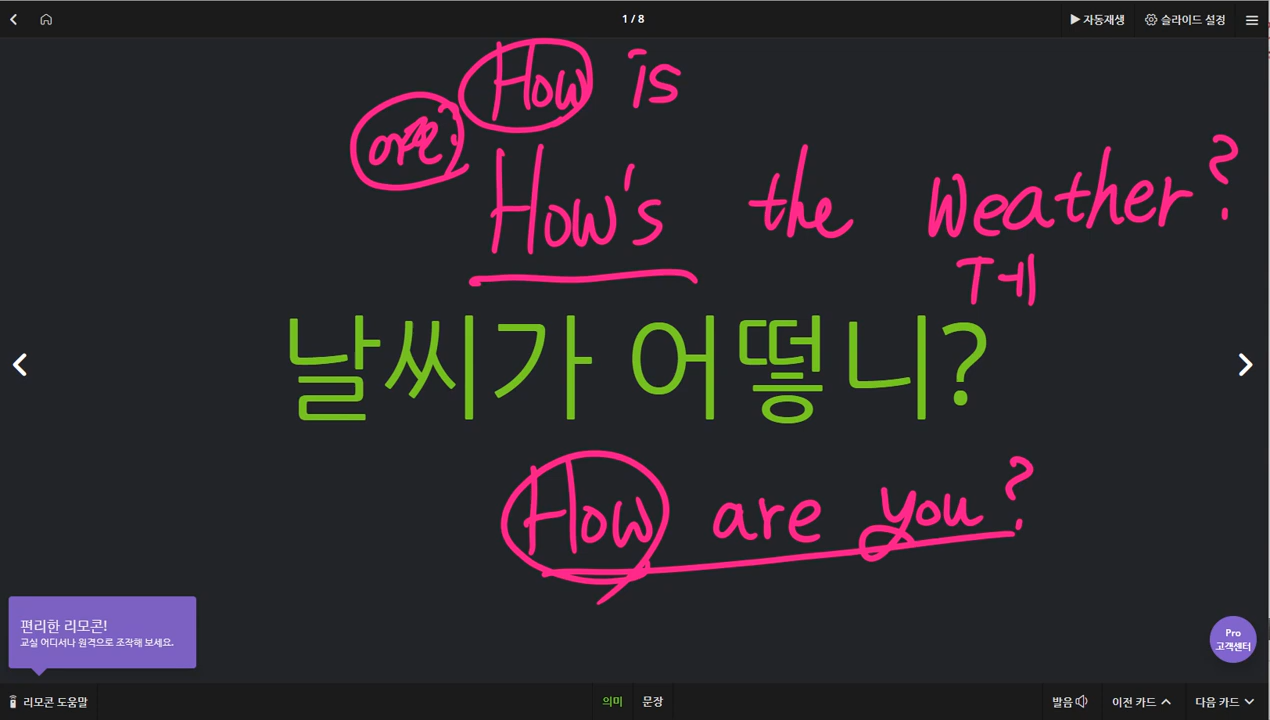 1 / 8
자동재생
슬라이드 설정
How is
How's the Weather?
날씨가 어떻니?
How are you?
편리한 리모콘!
교실 어디서나 원격으로 조작해 보세요.
Pro
고객센터
리모콘 도움말
의미
문장
발음
이전 카드
다음 카드